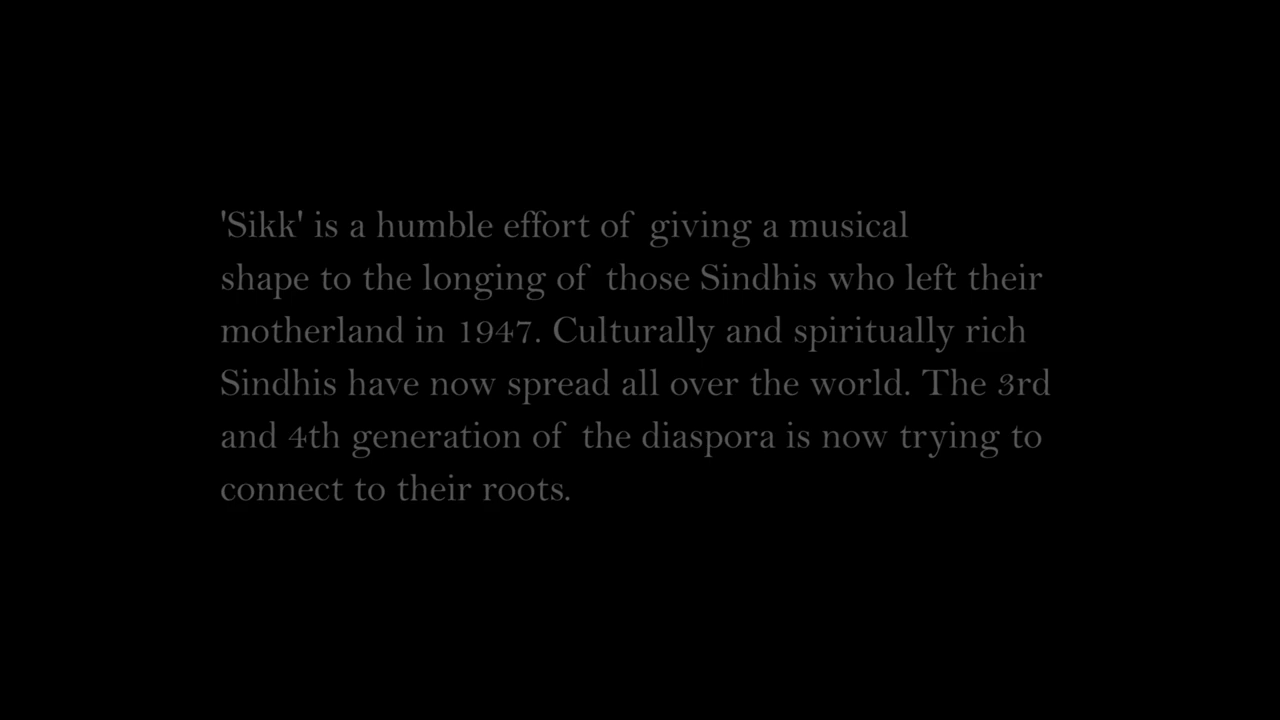 'Sikk' is a humble effort of giving a musical
shape to the longing of those Sindhis who left their
motherland in 1947. Culturally and spiritually rich
Sindhis have now spread all over the world. The 3rd
and 4th generation of the diaspora is now trying to
connect to their roots.